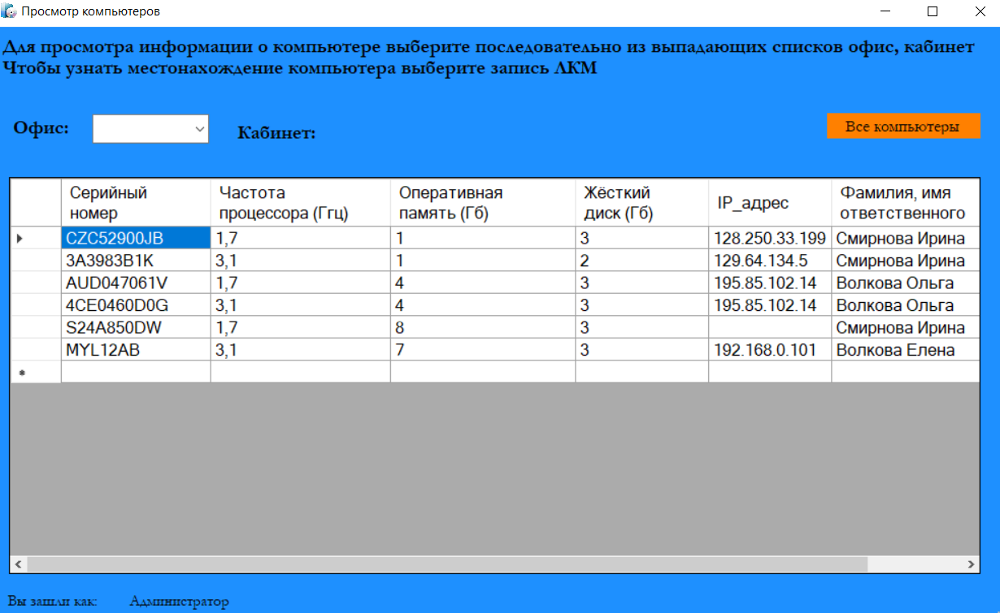 Просмотр компьютеров
Для просмотра информации о компьютере выберите последовательно из выпадающих списков офис, кабинет
Чтобы узнать местонахождение компьютера выберите запись ЛКМ
Офис: Кабинет: Все компьютеры
Серийный номер Частота процессора (Ггц) Оперативная память (Гб) Жёсткий диск (Гб) IP_адрес Фамилия, имя ответственного
CZC52900JB 1,7 1 3 128.250.33.199 Смирнова Ирина
3A3983B1K 3,1 1 2 129.64.134.5 Смирнова Ирина
AUD047061V 1,7 4 3 195.85.102.14 Волкова Ольга
4CE0460D0G 3,1 4 3 195.85.102.14 Волкова Ольга
S24A850DW 1,7 8 3 Смирнова Ирина
MYL12AB 3,1 7 3 192.168.0.101 Волкова Елена
Вы зашли как: Администратор